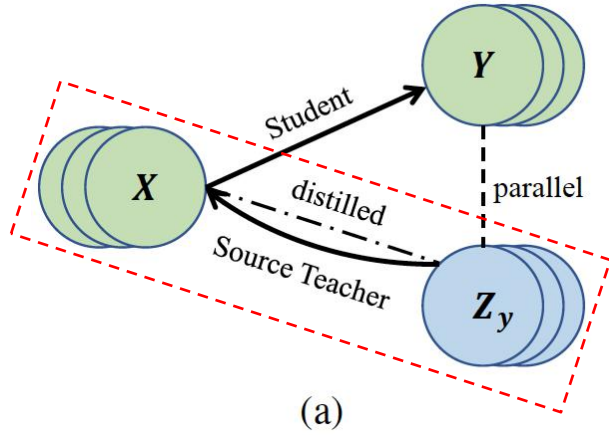 Y
Student
X
distilled
parallel
Source Teacher
Z_y
(a)